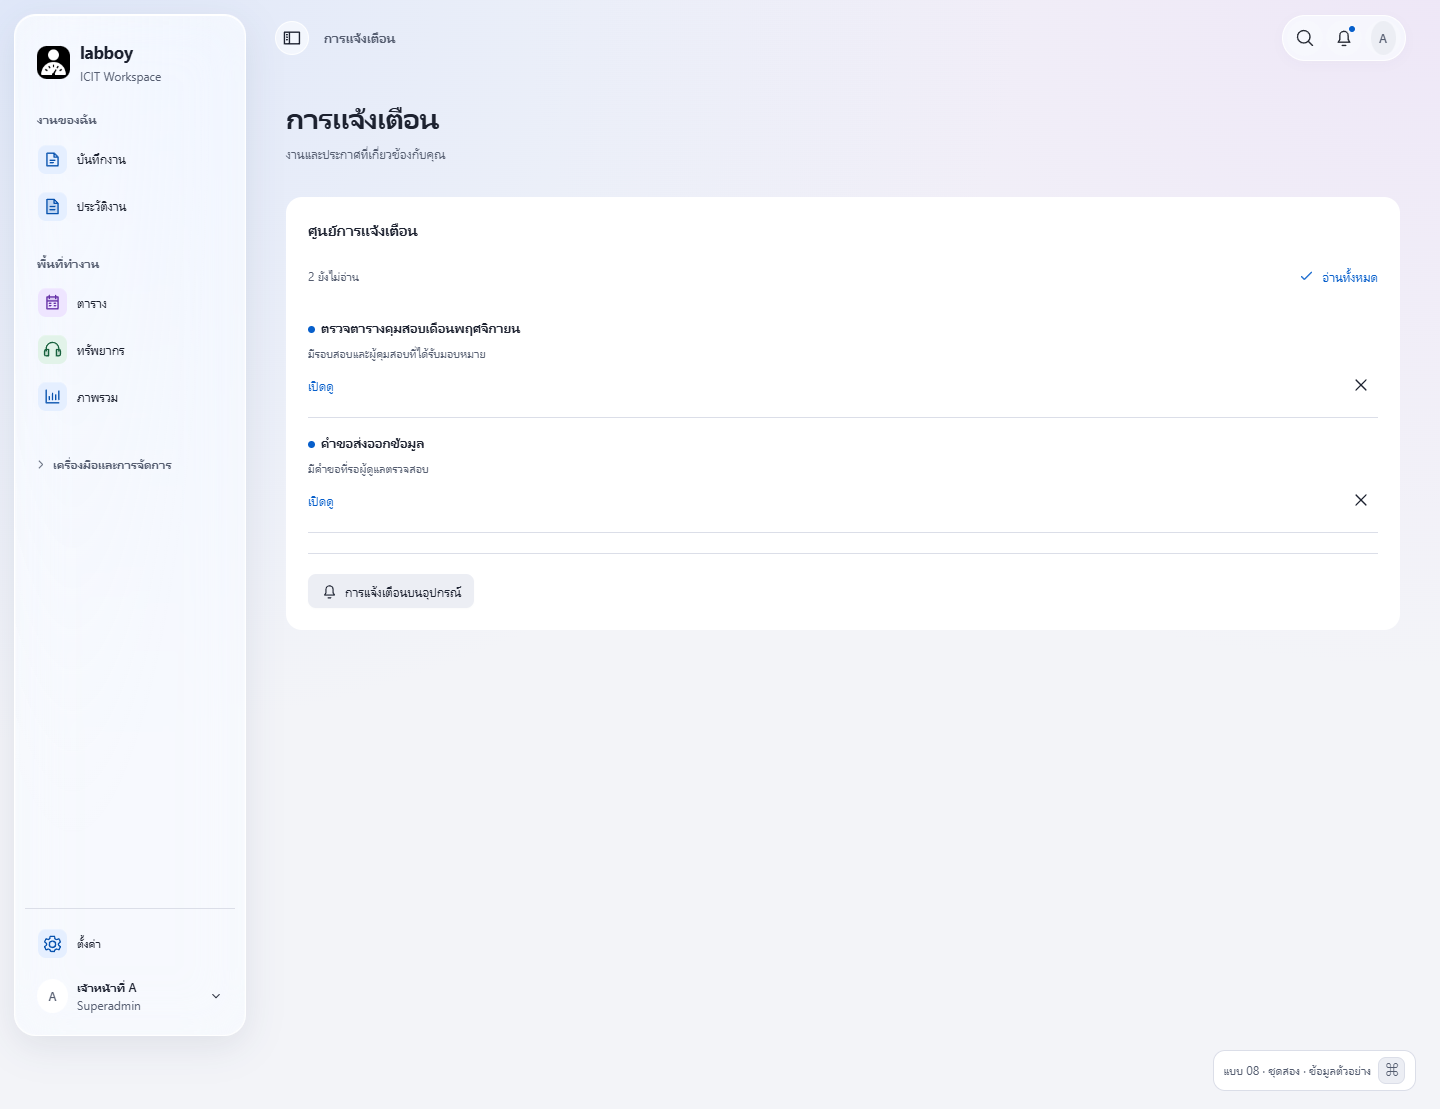 labboy
ICIT Workspace
งานของฉัน
บันทึกงาน
ประวัติงาน
พื้นที่ทำงาน
ตาราง
ทรัพยากร
ภาพรวม
เครื่องมือและการจัดการ
ตั้งค่า
A
เจ้าหน้าที่ A
Superadmin
การแจ้งเตือน
A
การแจ้งเตือน
งานและประกาศที่เกี่ยวข้องกับคุณ
ศูนย์การแจ้งเตือน
2 ยังไม่อ่าน
อ่านทั้งหมด
ตรวจตารางคุมสอบเดือนพฤศจิกายน
มีรอบสอบและผู้คุมสอบที่ได้รับมอบหมาย
เปิดดู
คำขอส่งออกข้อมูล
มีคำขอที่รอผู้ดูแลตรวจสอบ
เปิดดู
การแจ้งเตือนบนอุปกรณ์
แบบ 08 · ชุดสอง · ข้อมูลตัวอย่าง ⌘